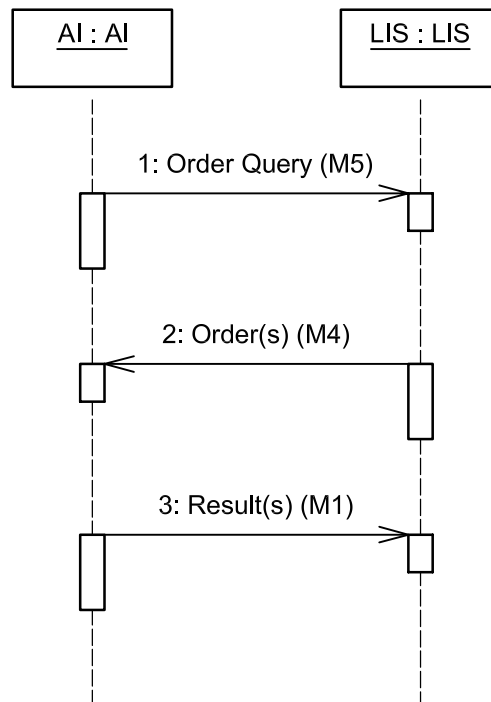 AI : AI
LIS : LIS
1: Order Query (M5)
2: Order(s) (M4)
3: Result(s) (M1)